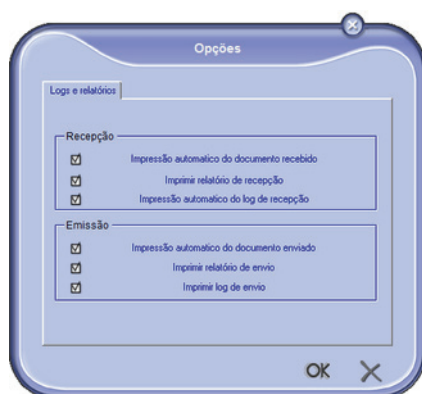 Opções
Logs e relatórios
Recepção
Impressão automatico do documento recebido
Imprimir relatório de recepção
Impressão automatico do log de recepção
Emissão
Impressão automatico do documento enviado
Imprimir relatório de envio
Imprimir log de envio
OK